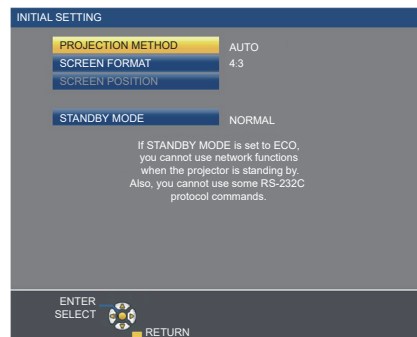 INITIAL SETTING
PROJECTION METHOD AUTO
SCREEN FORMAT 4:3
SCREEN POSITION
STANDBY MODE NORMAL
If STANDBY MODE is set to ECO,
you cannot use network functions
when the projector is standing by.
Also, you cannot use some RS-232C
protocol commands.
ENTER
SELECT
RETURN